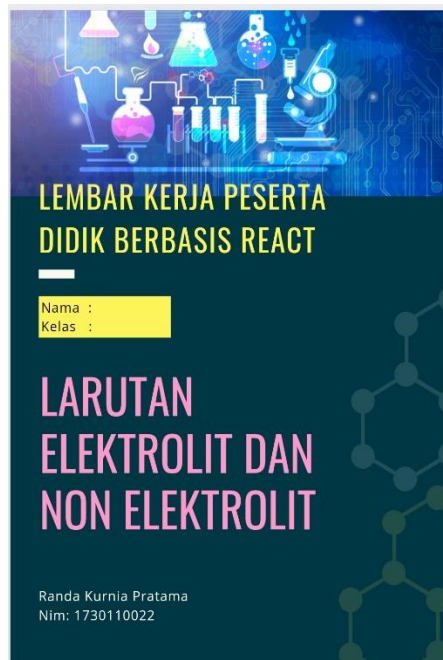 LEMBAR KERJA PESERTA
DIDIK BERBASIS REACT
Nama :
Kelas :
LARUTAN
ELEKTROLIT DAN
NON ELEKTROLIT
Randa Kurnia Pratama
Nim: 1730110022